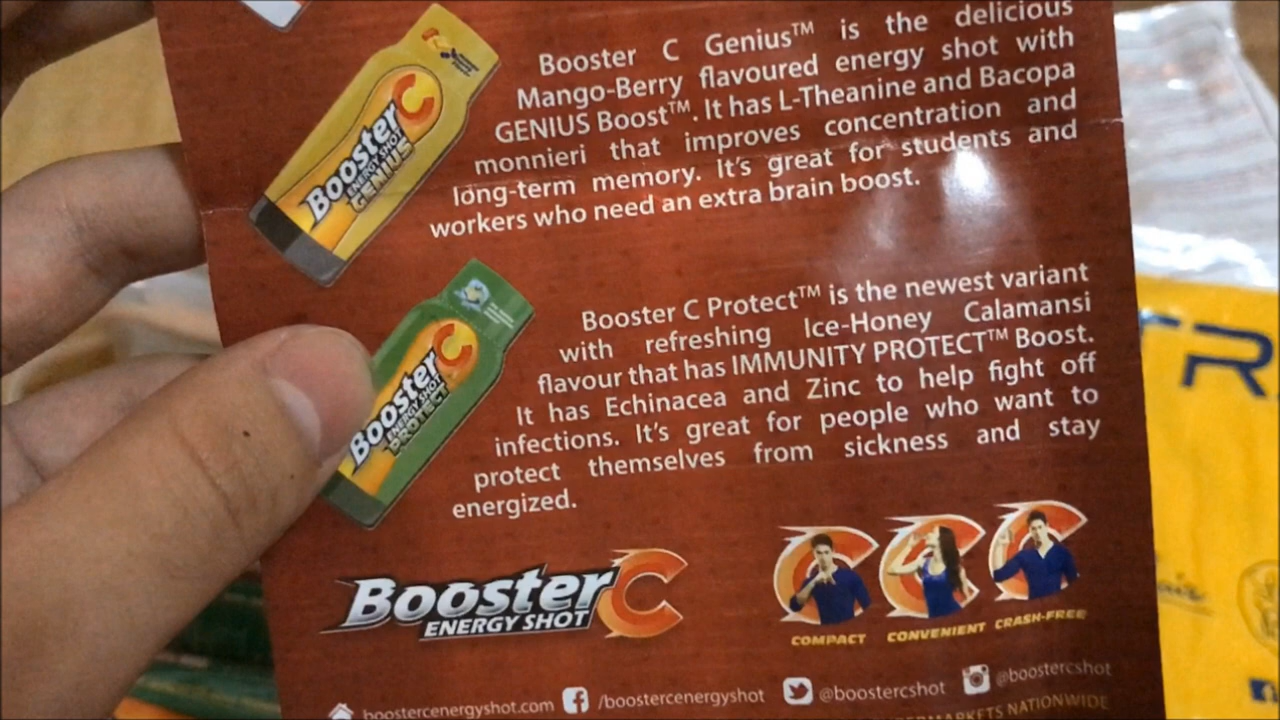 Booster C
ENERGY SHOT
GENIUS
Booster C Genius™ is the delicious
Mango-Berry flavoured energy shot with
GENIUS Boost™. It has L-Theanine and Bacopa
monnieri that improves concentration and
long-term memory. It's great for students and
workers who need an extra brain boost.
Booster C
ENERGY SHOT
PROTECT
Booster C Protect™ is the newest variant
with refreshing Ice-Honey Calamansi
flavour that has IMMUNITY PROTECT™ Boost.
It has Echinacea and Zinc to help fight off
infections. It's great for people who want to
protect themselves from sickness and stay
energized.
Booster C
ENERGY SHOT
COMPACT CONVENIENT CRASH-FREE
boostercenergyshot.com /boostercenergyshot @boostercshot @boostercshot
NATIONWIDE
TR